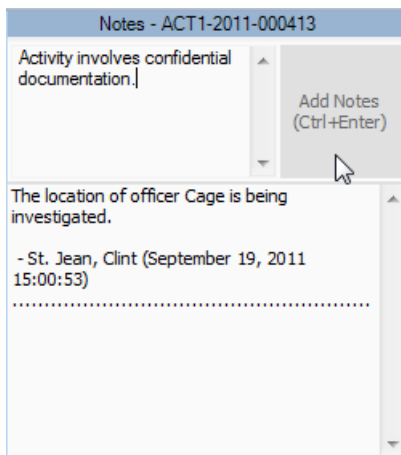 Notes - ACT1-2011-000413
Activity involves confidential
documentation.
Add Notes
(Ctrl+Enter)
The location of officer Cage is being
investigated.
- St. Jean, Clint (September 19, 2011
15:00:53)